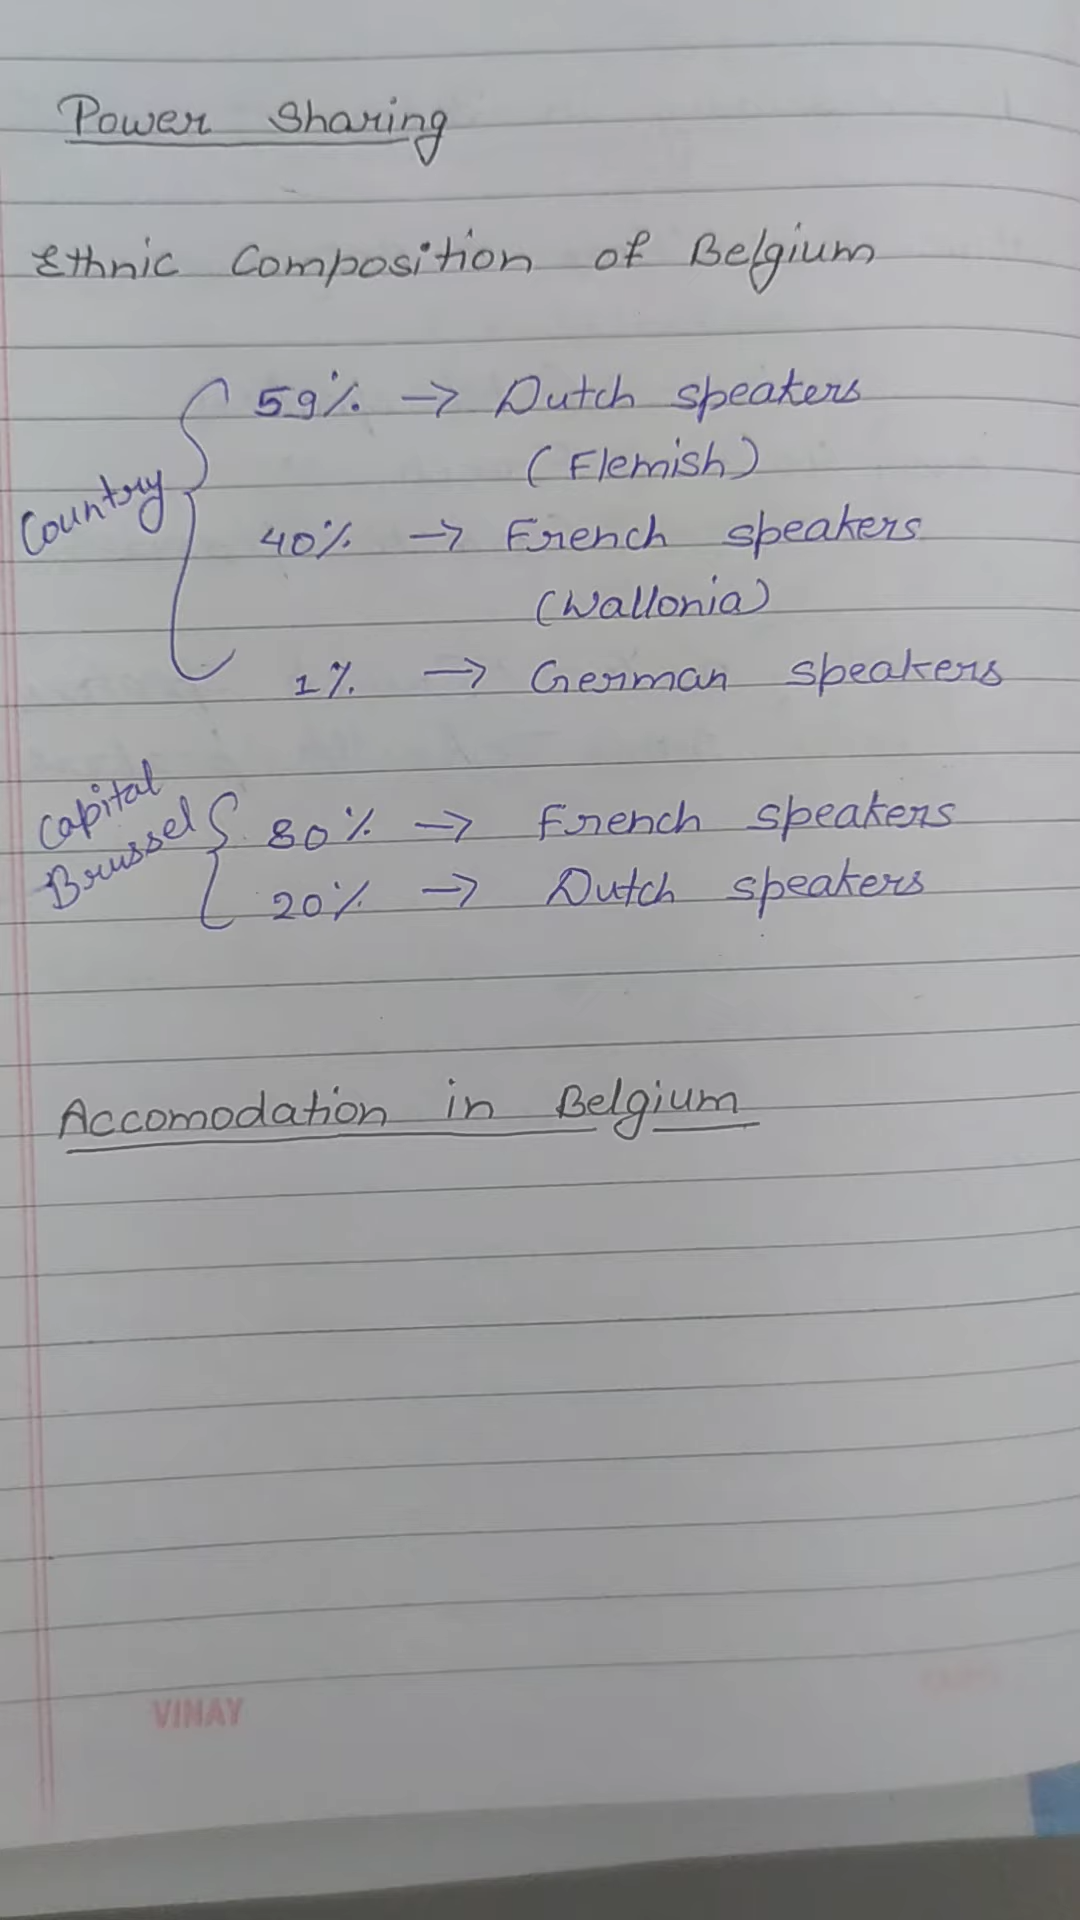 Power Sharing
Ethnic Composition of Belgium
Country
59% → Dutch speakers
(Flemish)
40% → French speakers
(Wallonia)
1% → German speakers
Capital
Brussel
80% → French speakers
20% → Dutch speakers
Accomodation in Belgium
VINAY